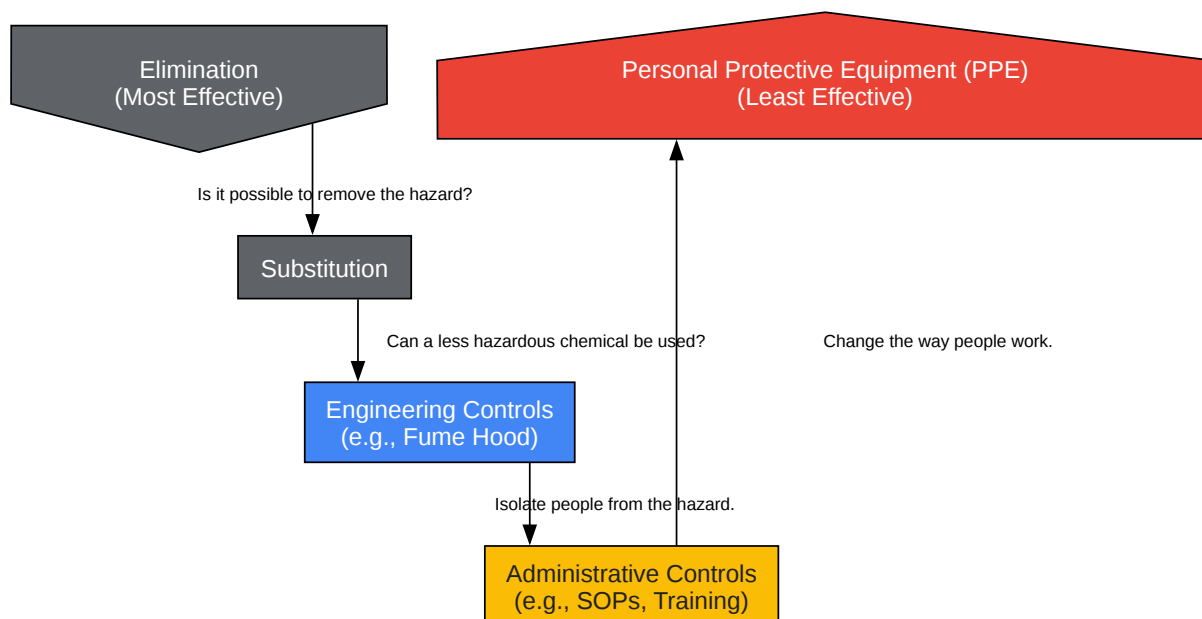 Elimination
(Most Effective)
Personal Protective Equipment (PPE)
(Least Effective)
Is it possible to remove the hazard?
Substitution
Can a less hazardous chemical be used?
Change the way people work.
Engineering Controls
(e.g., Fume Hood)
Isolate people from the hazard.
Administrative Controls
(e.g., SOPs, Training)